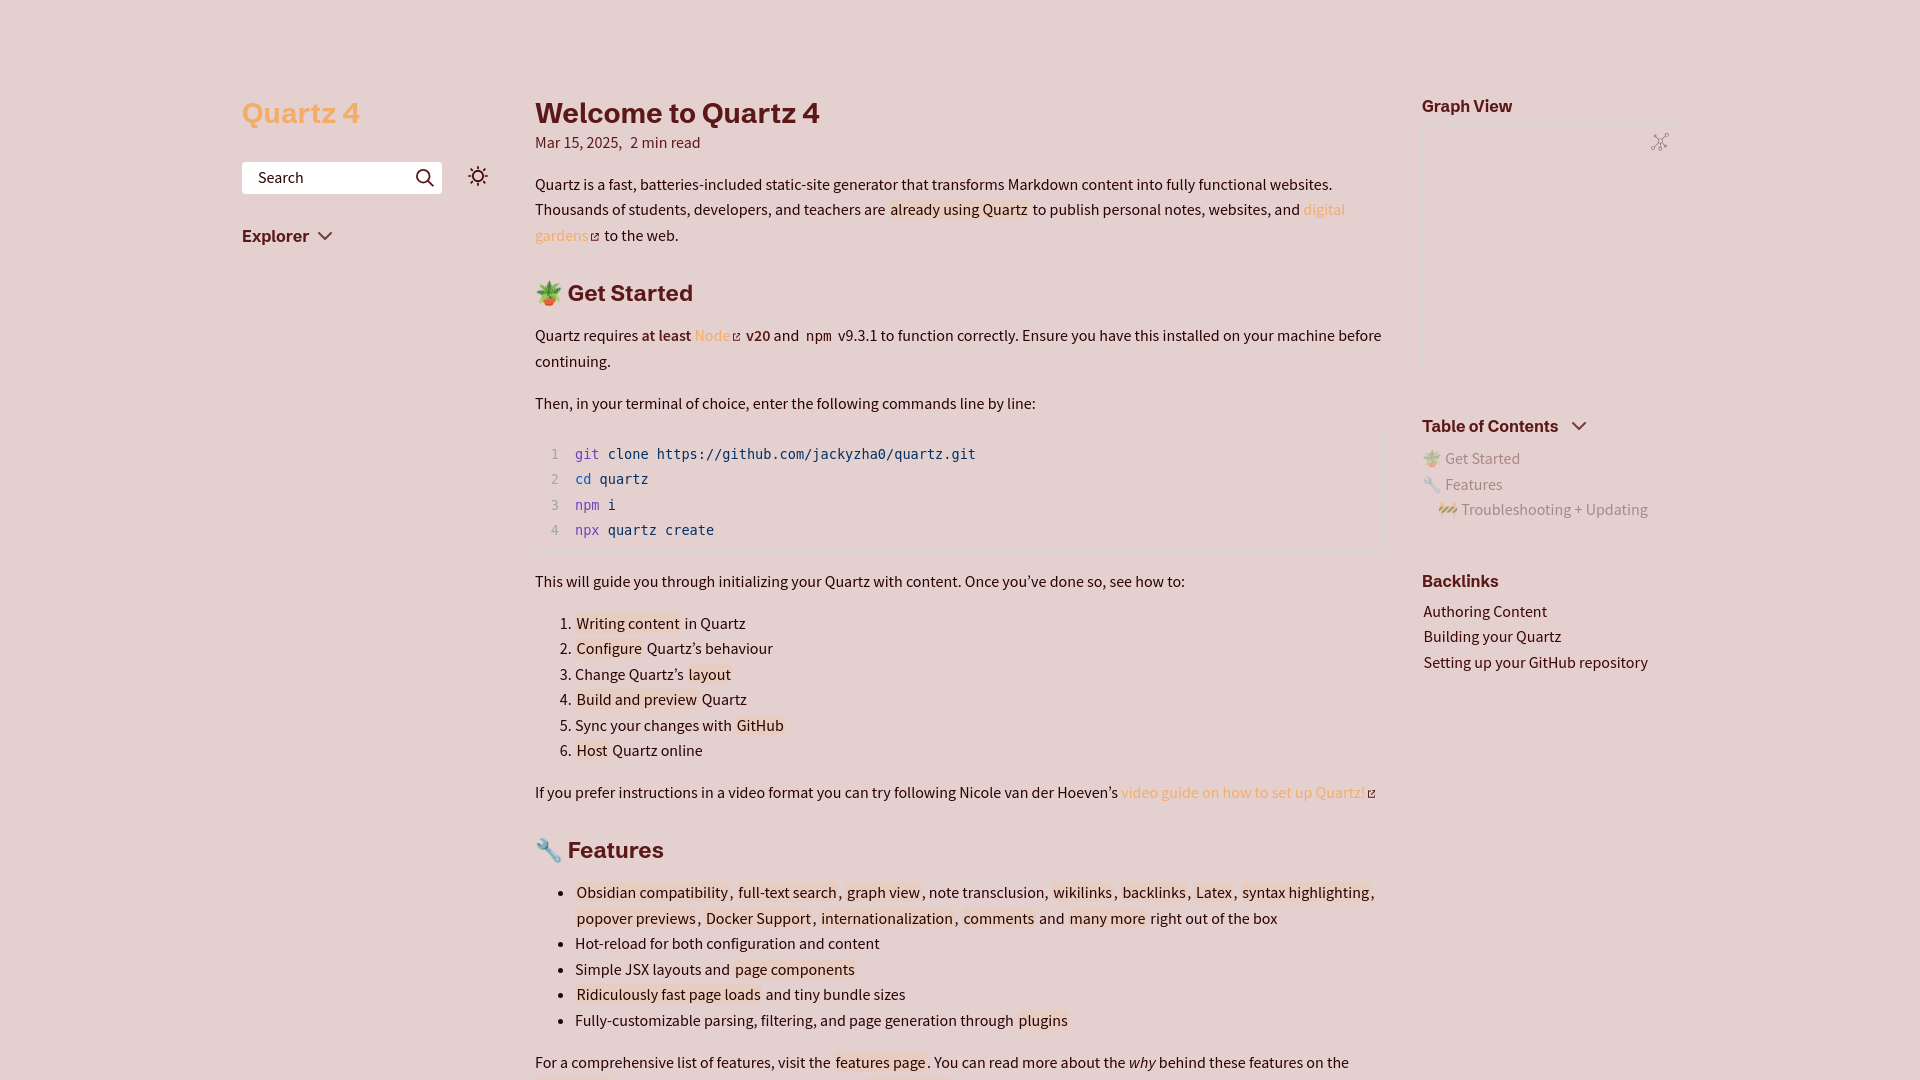 Quartz 4
Search
Explorer
Welcome to Quartz 4
Mar 15, 2025, 2 min read
Quartz is a fast, batteries-included static-site generator that transforms Markdown content into fully functional websites.
Thousands of students, developers, and teachers are already using Quartz to publish personal notes, websites, and digital
gardens to the web.
🪴 Get Started
Quartz requires at least Node v20 and npm v9.3.1 to function correctly. Ensure you have this installed on your machine before
continuing.
Then, in your terminal of choice, enter the following commands line by line:
1 git clone https://github.com/jackyzha0/quartz.git
2 cd quartz
3 npm i
4 npx quartz create
This will guide you through initializing your Quartz with content. Once you’ve done so, see how to:
1. Writing content in Quartz
2. Configure Quartz’s behaviour
3. Change Quartz’s layout
4. Build and preview Quartz
5. Sync your changes with GitHub
6. Host Quartz online
If you prefer instructions in a video format you can try following Nicole van der Hoeven’s video guide on how to set up Quartz!
🔧 Features
• Obsidian compatibility, full-text search, graph view, note transclusion, wikilinks, backlinks, Latex, syntax highlighting,
popover previews, Docker Support, internationalization, comments and many more right out of the box
• Hot-reload for both configuration and content
• Simple JSX layouts and page components
• Ridiculously fast page loads and tiny bundle sizes
• Fully-customizable parsing, filtering, and page generation through plugins
For a comprehensive list of features, visit the features page. You can read more about the why behind these features on the
Graph View
Table of Contents
🪴 Get Started
🔧 Features
🚧 Troubleshooting + Updating
Backlinks
Authoring Content
Building your Quartz
Setting up your GitHub repository